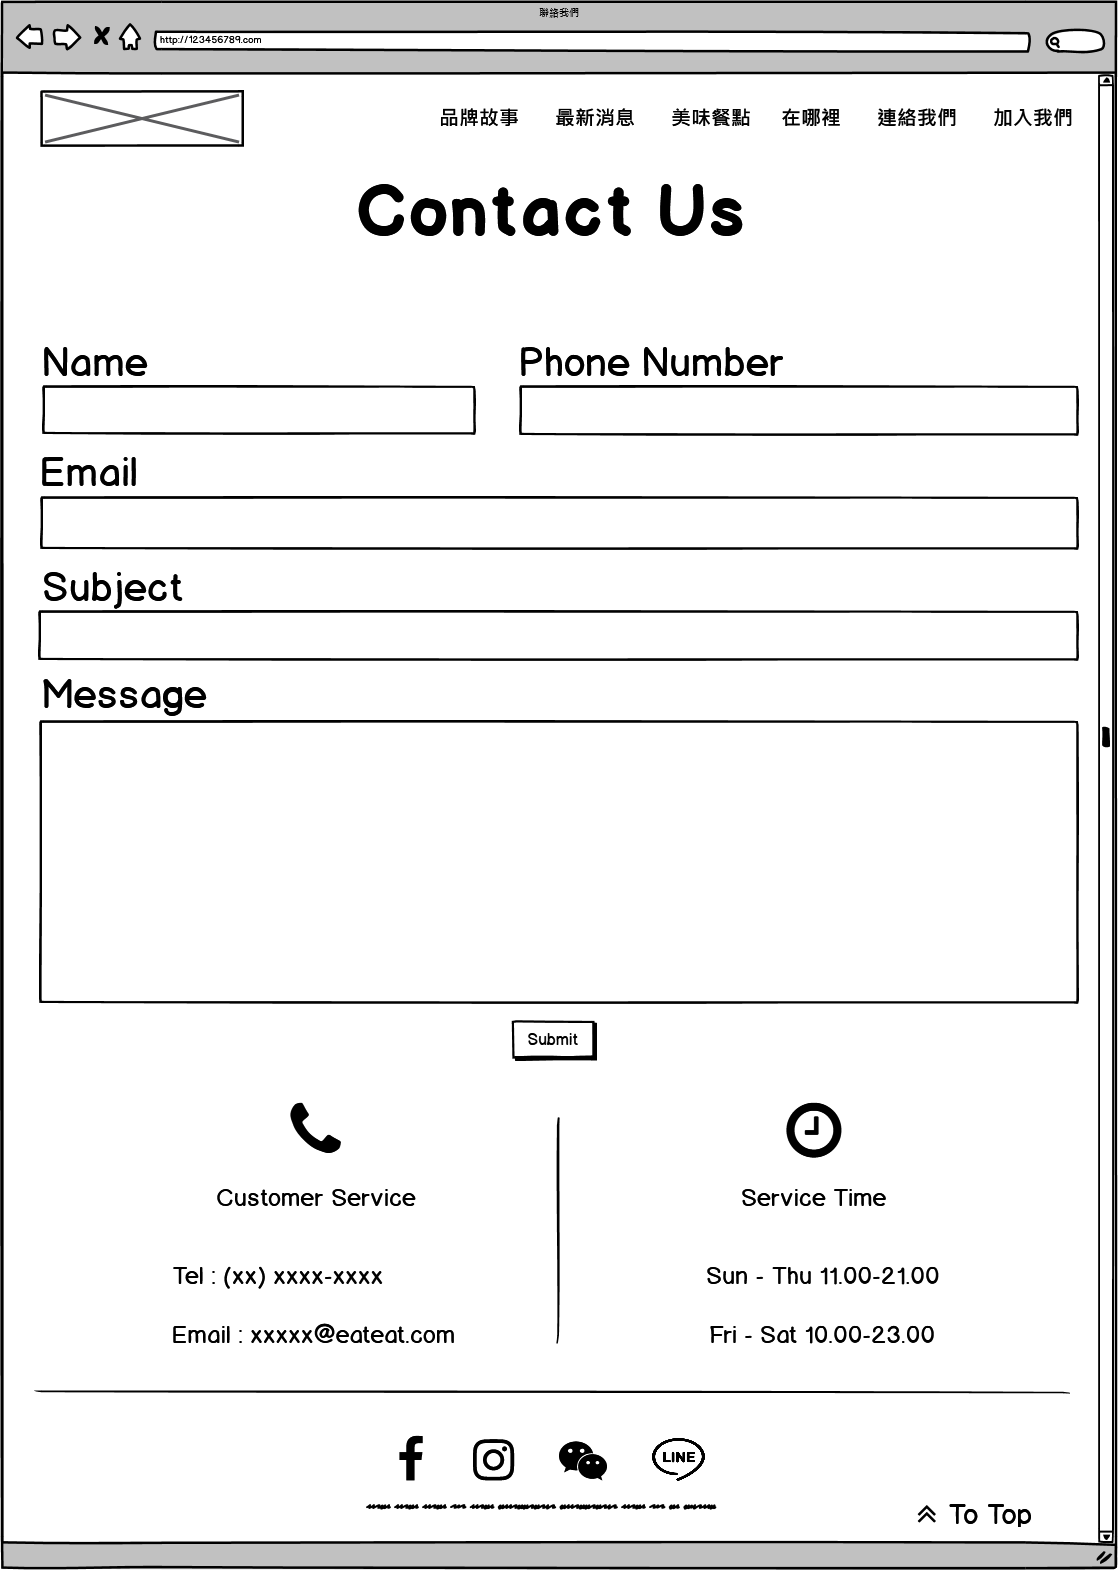 聯絡我們
http://123456789.com
品牌故事 最新消息 美味餐點 在哪裡 連絡我們 加入我們
Contact Us
Name Phone Number
Email
Subject
Message
Submit
Customer Service Service Time
Tel : (xx) xxxx-xxxx Sun - Thu 11.00-21.00
Email : xxxxx@eateat.com Fri - Sat 10.00-23.00
LINE
To Top